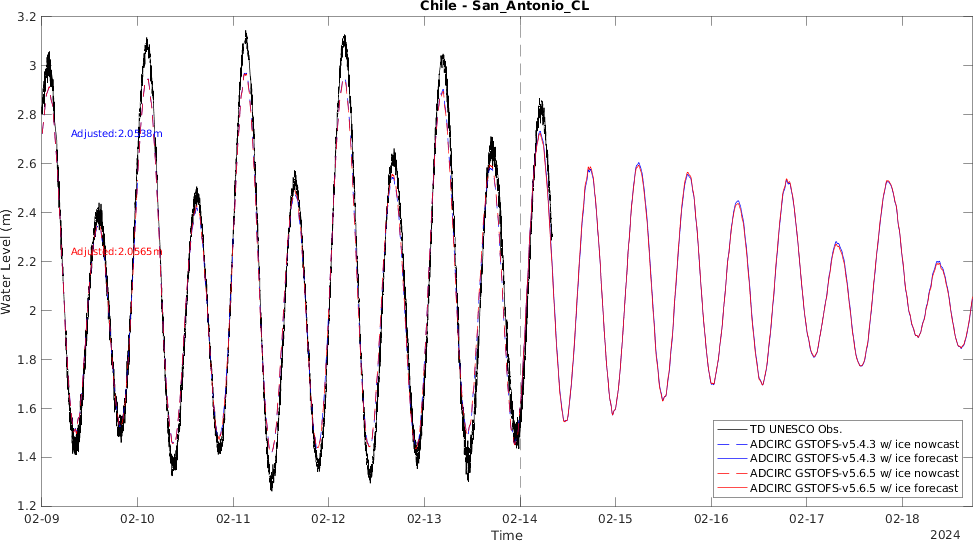 Chile - San_Antonio_CL
3.2
3
2.8
2.6
2.4
2.2
2
1.8
1.6
1.4
1.2
Water Level (m)
Adjusted:2.0538m
Adjusted:2.0565m
TD UNESCO Obs.
ADCIRC GSTOFS-v5.4.3 w/ ice nowcast
ADCIRC GSTOFS-v5.4.3 w/ ice forecast
ADCIRC GSTOFS-v5.6.5 w/ ice nowcast
ADCIRC GSTOFS-v5.6.5 w/ ice forecast
02-09 02-10 02-11 02-12 02-13 02-14 02-15 02-16 02-17 02-18
Time
2024